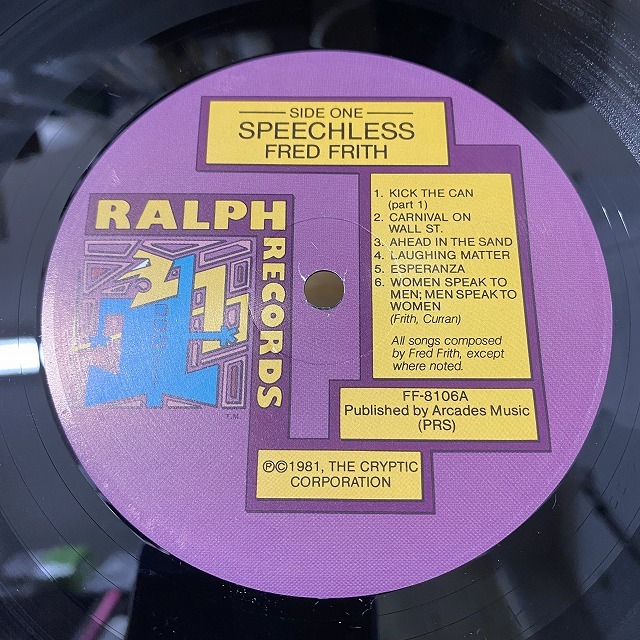 SIDE ONE
SPEECHLESS
FRED FRITH
RALPH
RECORDS
T.M.
1. KICK THE CAN
(part 1)
2. CARNIVAL ON
WALL ST.
3. AHEAD IN THE SAND
4. LAUGHING MATTER
5. ESPERANZA
6. WOMEN SPEAK TO
MEN; MEN SPEAK TO
WOMEN
(Frith, Curran)
All songs composed
by Fred Frith, except
where noted.
FF-8106A
Published by Arcades Music
(PRS)
℗©1981, THE CRYPTIC
CORPORATION